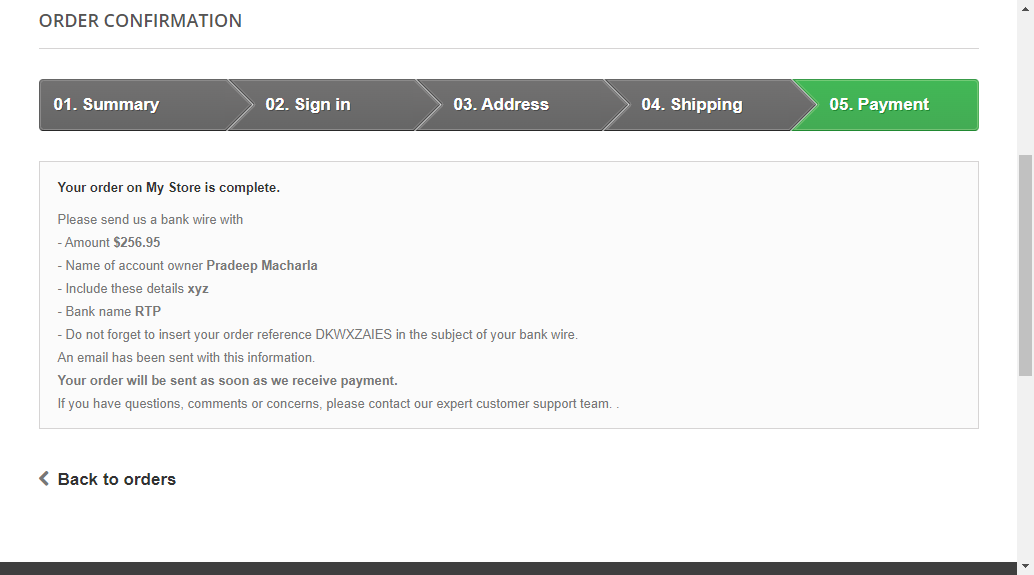 ORDER CONFIRMATION
01. Summary
02. Sign in
03. Address
04. Shipping
05. Payment
Your order on My Store is complete.
Please send us a bank wire with
- Amount $256.95
- Name of account owner Pradeep Macharla
- Include these details xyz
- Bank name RTP
- Do not forget to insert your order reference DKWXZAIES in the subject of your bank wire.
An email has been sent with this information.
Your order will be sent as soon as we receive payment.
If you have questions, comments or concerns, please contact our expert customer support team. .
Back to orders